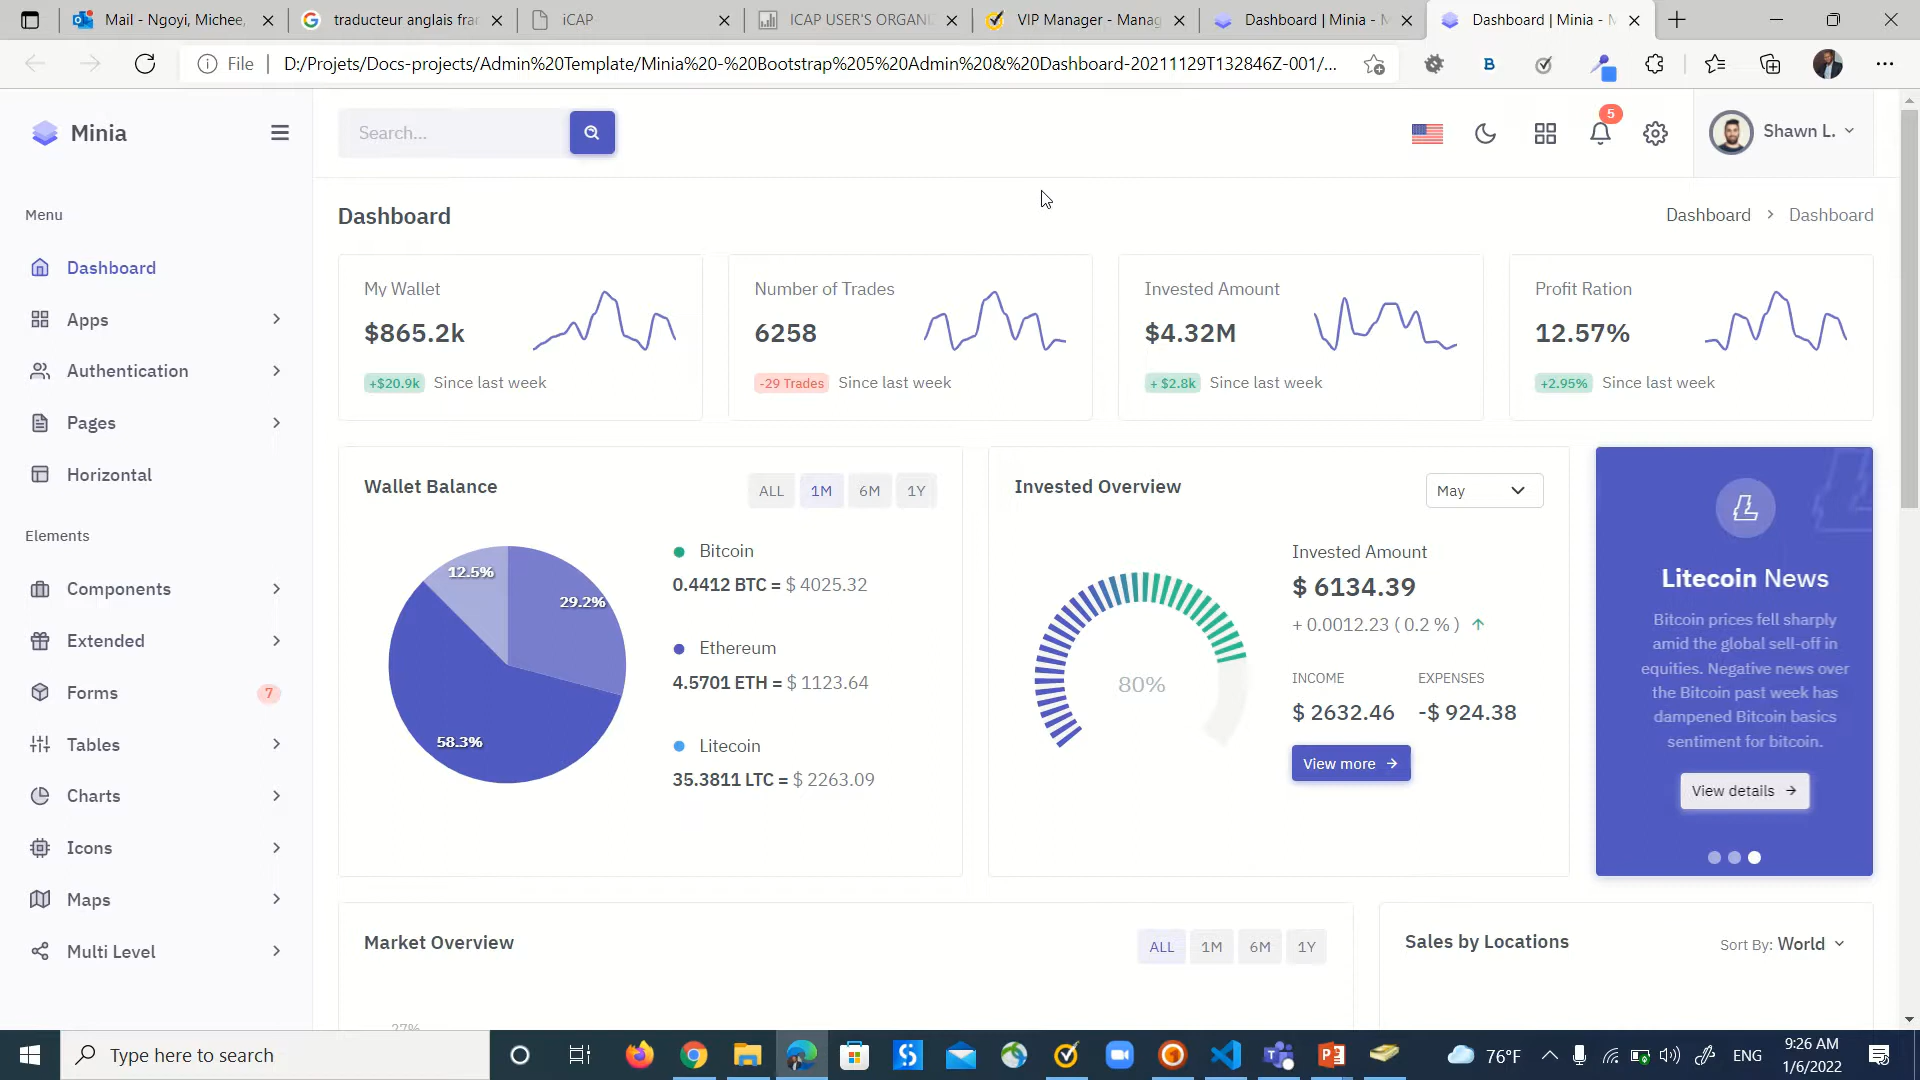 Mail - Ngoyi, Michee,
traducteur anglais fra
iCAP
ICAP USER'S ORGANI
VIP Manager - Manag
Dashboard | Minia - M
Dashboard | Minia - M
File
D:/Projets/Docs-projects/Admin%20Template/Minia%20-%20Bootstrap%205%20Admin%20&%20Dashboard-20211129T132846Z-001/...
Minia
Search...
5
Shawn L.
Menu
Dashboard
Apps
Authentication
Pages
Horizontal
Elements
Components
Extended
Forms
7
Tables
Charts
Icons
Maps
Multi Level
Dashboard
Dashboard > Dashboard
My Wallet
$865.2k
+$20.9k Since last week
Number of Trades
6258
-29 Trades Since last week
Invested Amount
$4.32M
+ $2.8k Since last week
Profit Ration
12.57%
+2.95% Since last week
Wallet Balance
ALL 1M 6M 1Y
12.5%
29.2%
58.3%
Bitcoin
0.4412 BTC = $ 4025.32
Ethereum
4.5701 ETH = $ 1123.64
Litecoin
35.3811 LTC = $ 2263.09
Invested Overview
May
80%
Invested Amount
$ 6134.39
+ 0.0012.23 ( 0.2 % ) ↑
INCOME EXPENSES
$ 2632.46 -$ 924.38
View more →
Litecoin News
Bitcoin prices fell sharply
amid the global sell-off in
equities. Negative news over
the Bitcoin past week has
dampened Bitcoin basics
sentiment for bitcoin.
View details →
Market Overview
ALL 1M 6M 1Y
27%
Sales by Locations
Sort By: World
Type here to search
76°F
ENG
9:26 AM
1/6/2022